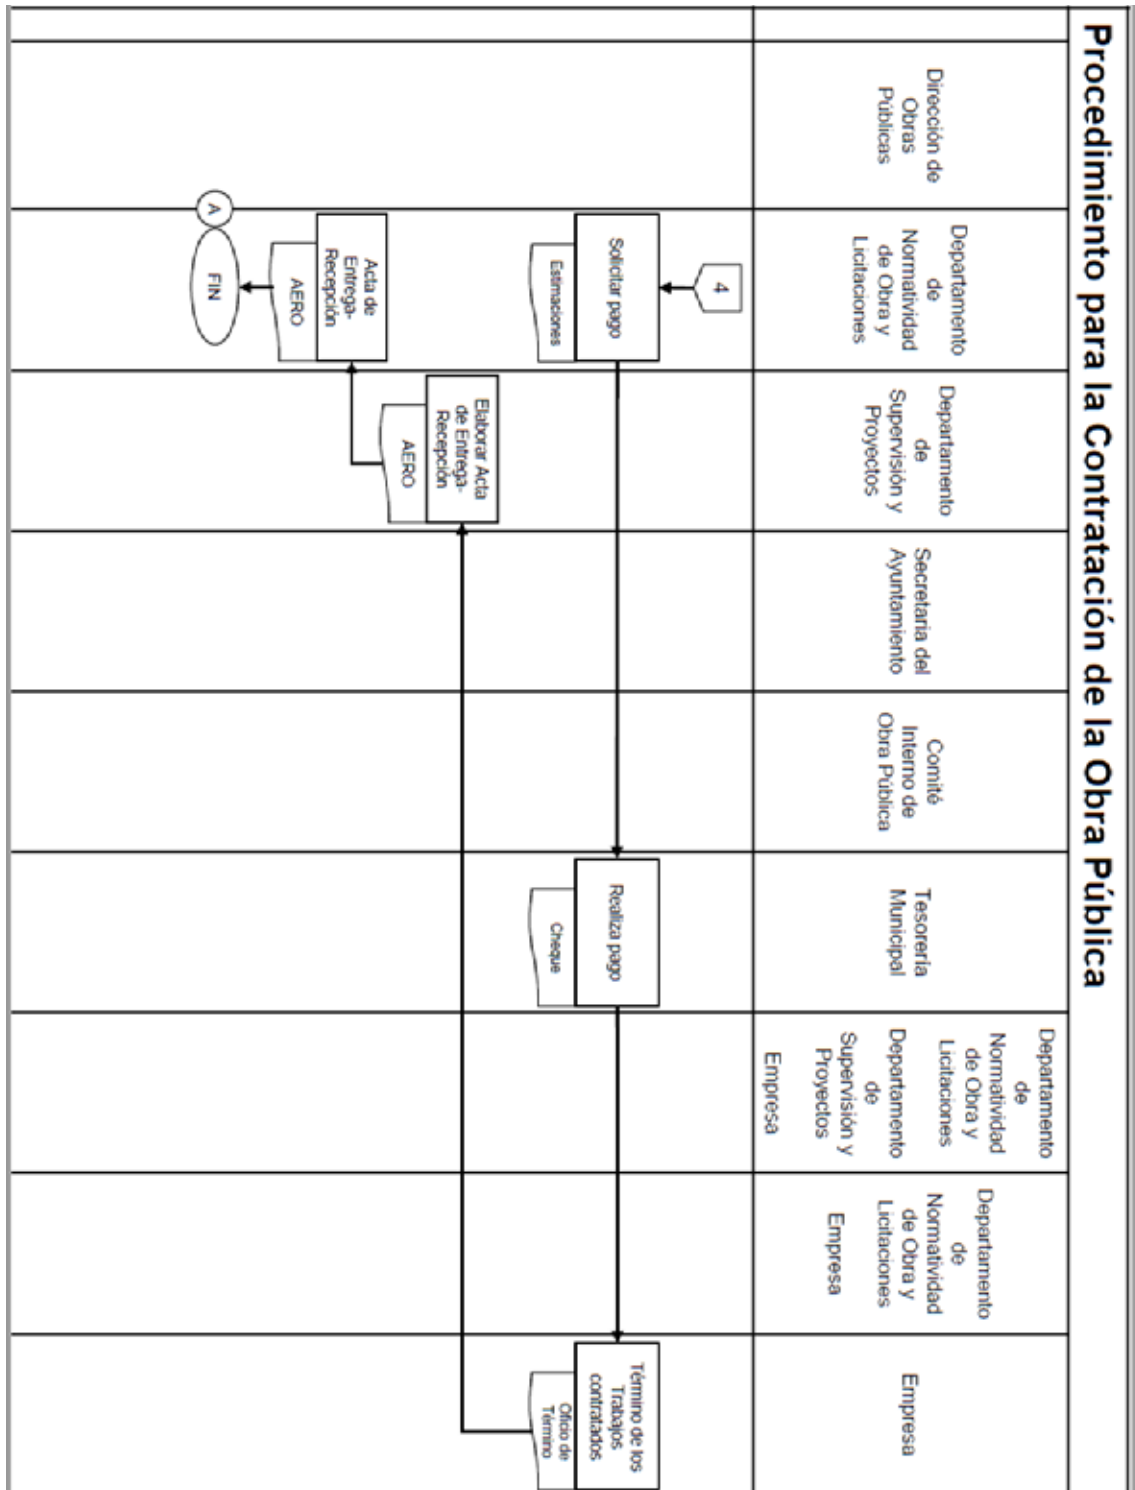 Procedimiento para la Contratación de la Obra Pública
Dirección de
Obras
Públicas
Departamento
de
Normatividad
de Obra y
Licitaciones
Departamento
de
Supervisión y
Proyectos
Secretaria del
Ayuntamiento
Comité
Interno de
Obra Pública
Tesorería
Municipal
Departamento
de
Normatividad
de Obra y
Licitaciones
Departamento
de
Supervisión y
Proyectos
Empresa
Departamento
de
Normatividad
de Obra y
Licitaciones
Empresa
Empresa
4
Solicitar pago
Estimaciones
Realiza pago
Cheque
Término de los
Trabajos
contratados
Oficio de
Término
Elaborar Acta
de Entrega-
Recepción
AERO
Acta de
Entrega-
Recepción
AERO
A
FIN